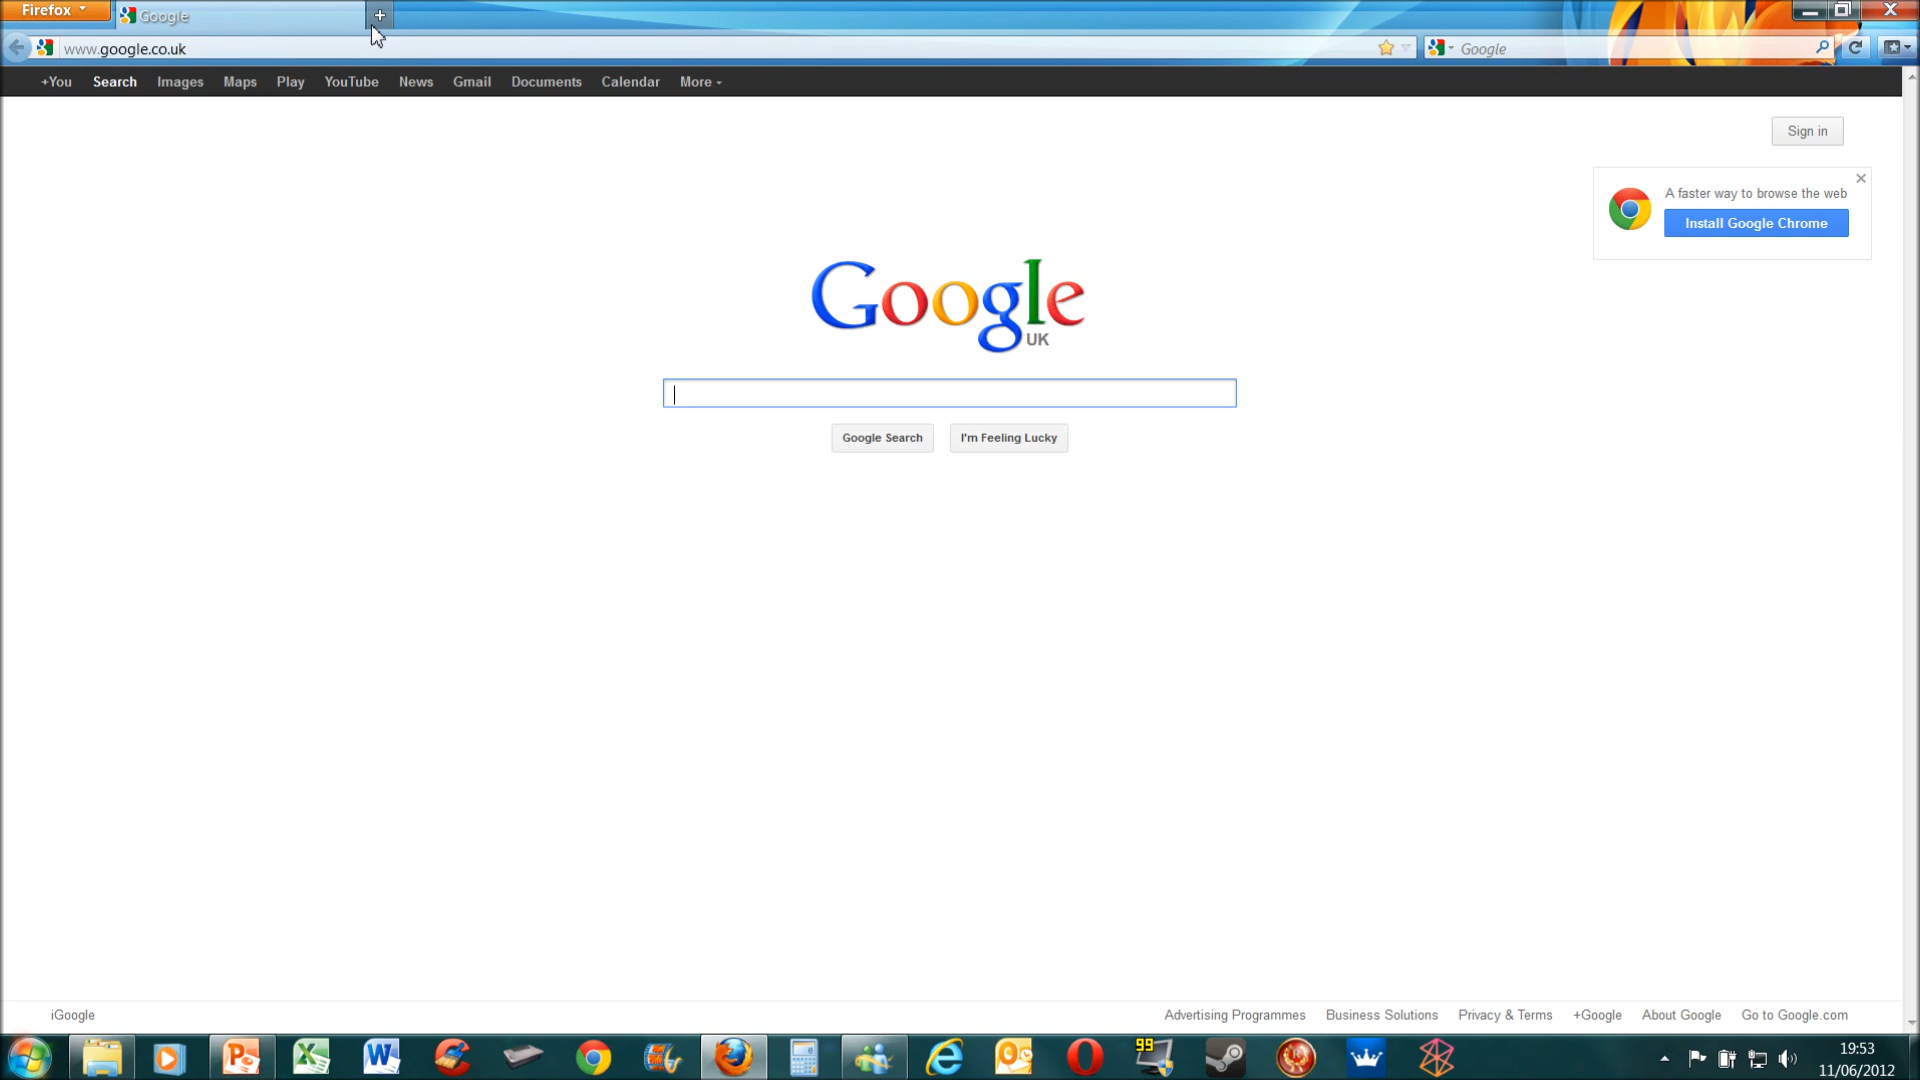 Firefox
Google
+
www.google.co.uk
Google
+You Search Images Maps Play YouTube News Gmail Documents Calendar More
Sign in
A faster way to browse the web
Install Google Chrome
Google
UK
Google Search I'm Feeling Lucky
iGoogle
Advertising Programmes Business Solutions Privacy & Terms +Google About Google Go to Google.com
99
19:53
11/06/2012